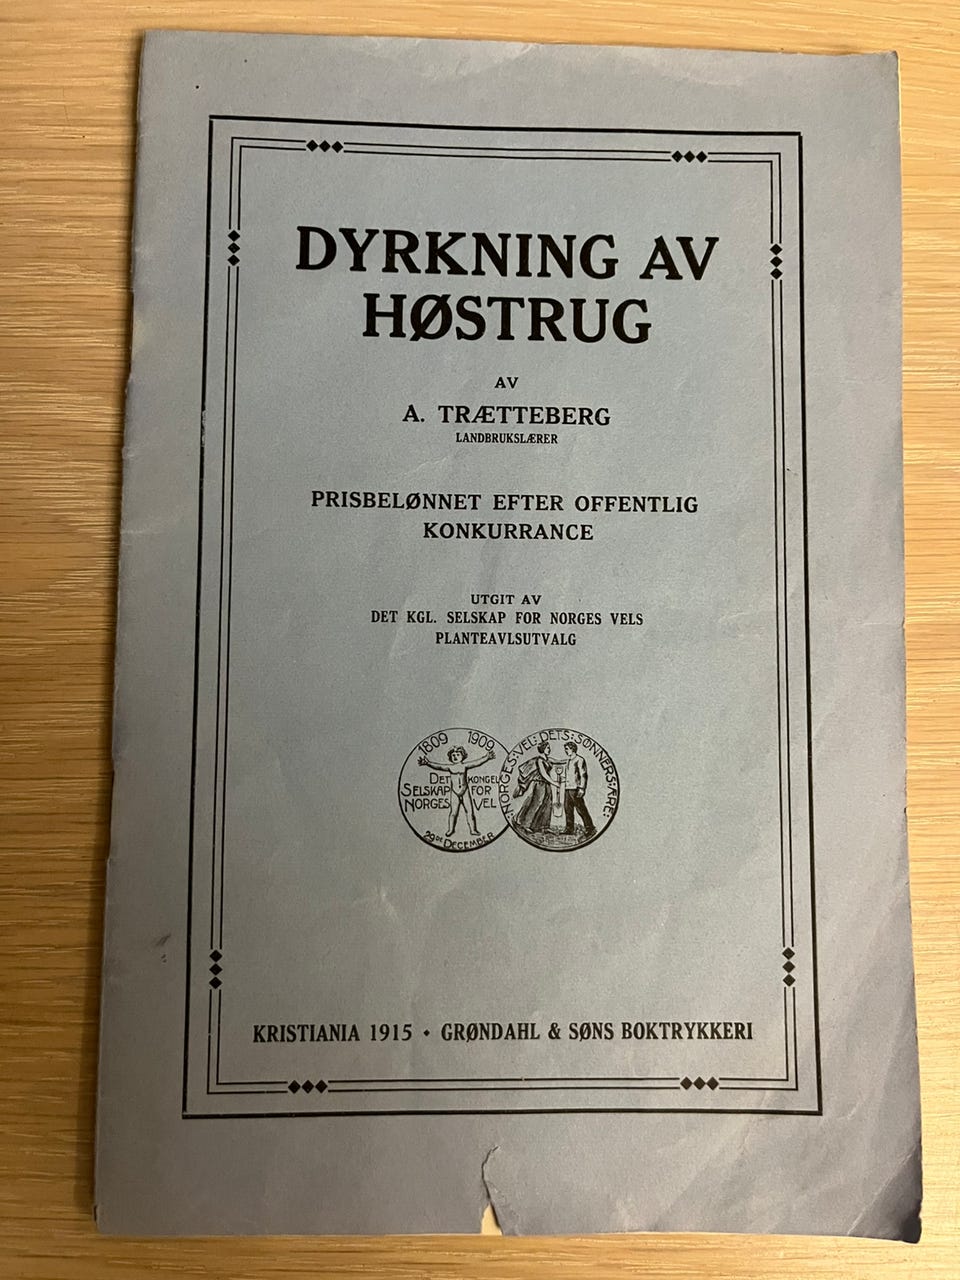 DYRKNING AV
HØSTRUG
AV
A. TRÆTTEBERG
LANDBRUKSLÆRER
PRISBELØNNET EFTER OFFENTLIG
KONKURRANCE
UTGIT AV
DET KGL. SELSKAP FOR NORGES VELS
PLANTEAVLSUTVALG
1809 1909
DET KONGEL
SELSKAP FOR
NORGES VEL
29DE DECEMBER
:NORGES:VEL:DETS:SØNNERS:ÆRE:
KRISTIANIA 1915 • GRØNDAHL & SØNS BOKTRYKKERI